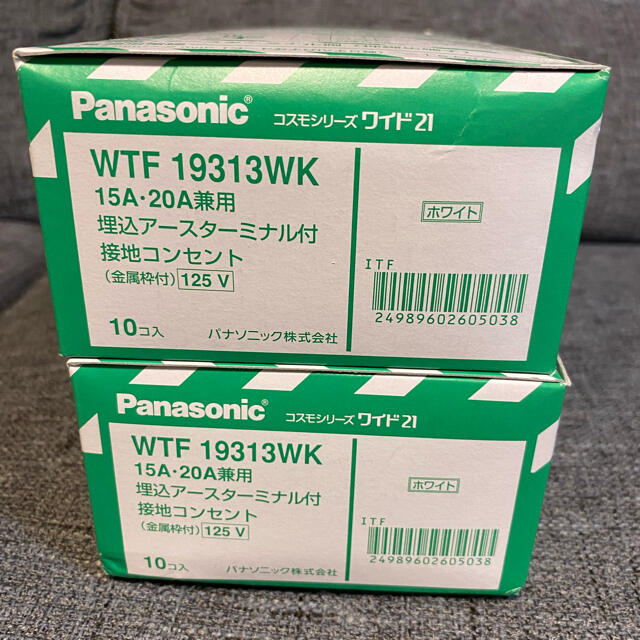 Panasonic® コスモシリーズ ワイド21
WTF 19313WK
15A・20A兼用
埋込アースターミナル付
接地コンセント
(金属枠付) 125 V
10コ入 パナソニック株式会社
ホワイト
ITF
24989602605038
Panasonic® コスモシリーズ ワイド21
WTF 19313WK
15A・20A兼用
埋込アースターミナル付
接地コンセント
(金属枠付) 125 V
10コ入 パナソニック株式会社
ホワイト
ITF
24989602605038